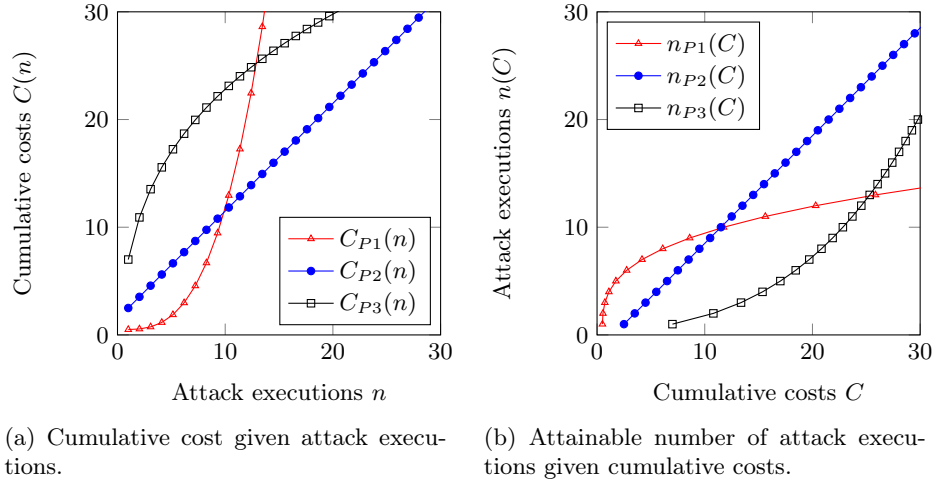 30
20
10
0
0
10
20
30
Cumulative costs C(n)
Attack executions n
C_{P1}(n)
C_{P2}(n)
C_{P3}(n)
(a) Cumulative cost given attack execu-
tions.
30
20
10
0
0
10
20
30
Attack executions n(C)
Cumulative costs C
n_{P1}(C)
n_{P2}(C)
n_{P3}(C)
(b) Attainable number of attack execu-
tions given cumulative costs.